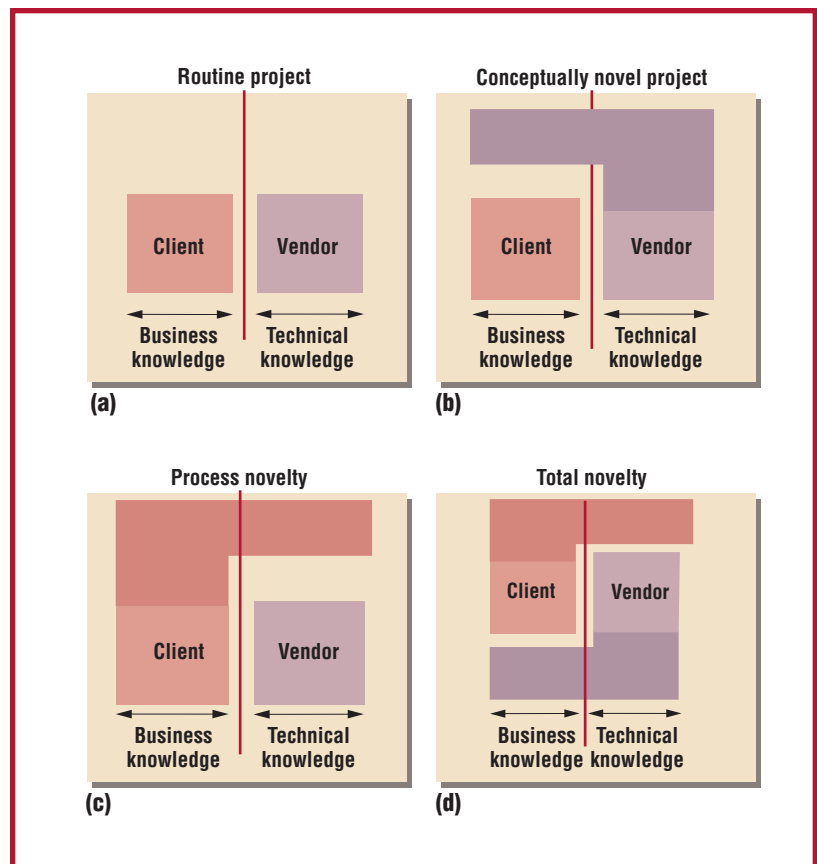 Routine project
Client
Vendor
Business knowledge
Technical knowledge
(a)
Conceptually novel project
Client
Vendor
Business knowledge
Technical knowledge
(b)
Process novelty
Client
Vendor
Business knowledge
Technical knowledge
(c)
Total novelty
Client
Vendor
Business knowledge
Technical knowledge
(d)